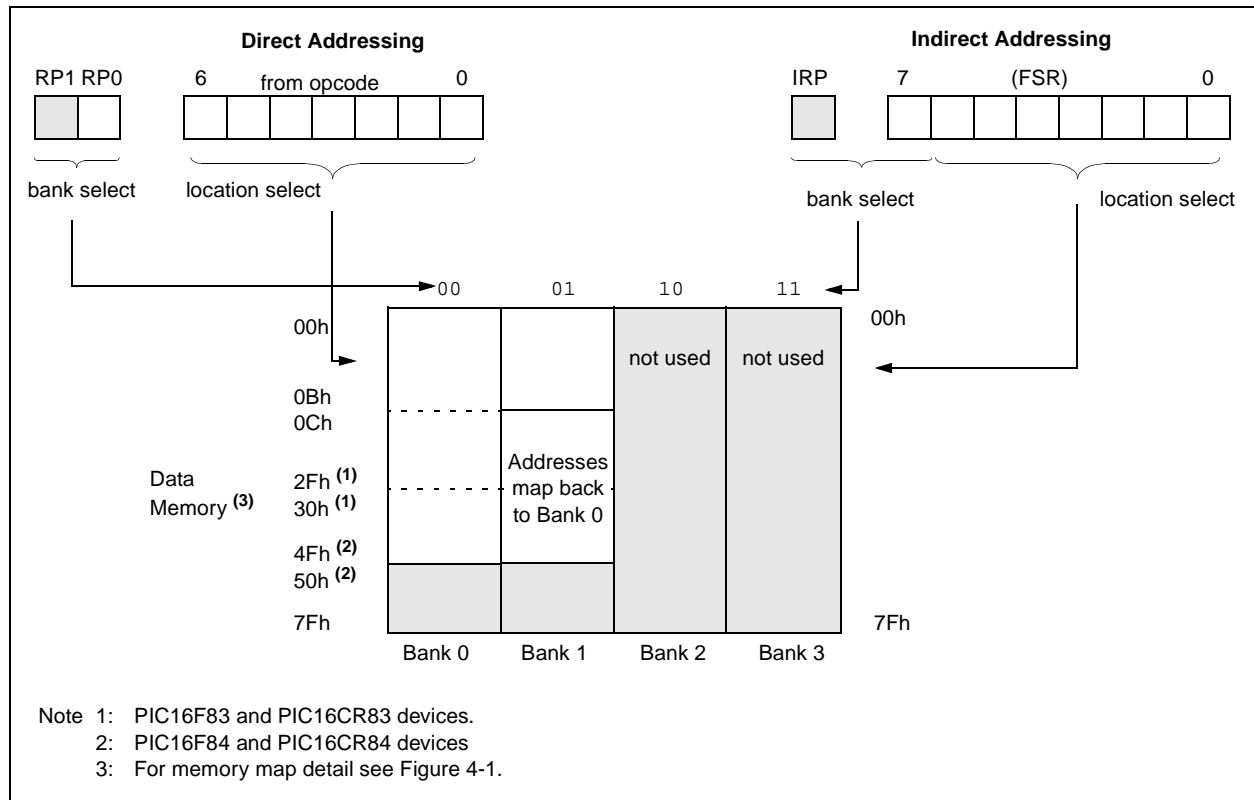 Direct Addressing
Indirect Addressing
RP1 RP0
6 from opcode 0
IRP
7 (FSR) 0
bank select
location select
bank select
location select
00 01 10 11
00h
00h
not used not used
0Bh
0Ch
Addresses
map back
to Bank 0
Data
Memory (3)
2Fh (1)
30h (1)
4Fh (2)
50h (2)
7Fh
7Fh
Bank 0 Bank 1 Bank 2 Bank 3
Note 1: PIC16F83 and PIC16CR83 devices.
2: PIC16F84 and PIC16CR84 devices
3: For memory map detail see Figure 4-1.